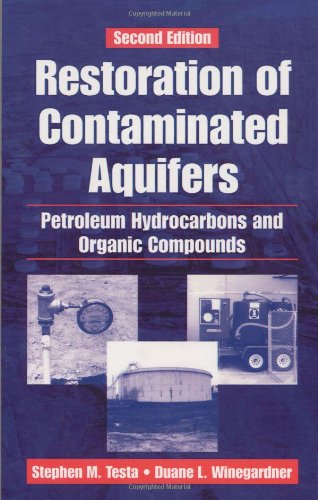 Second Edition
Restoration of
Contaminated
Aquifers
Petroleum Hydrocarbons and
Organic Compounds
Stephen M. Testa • Duane L. Winegardner